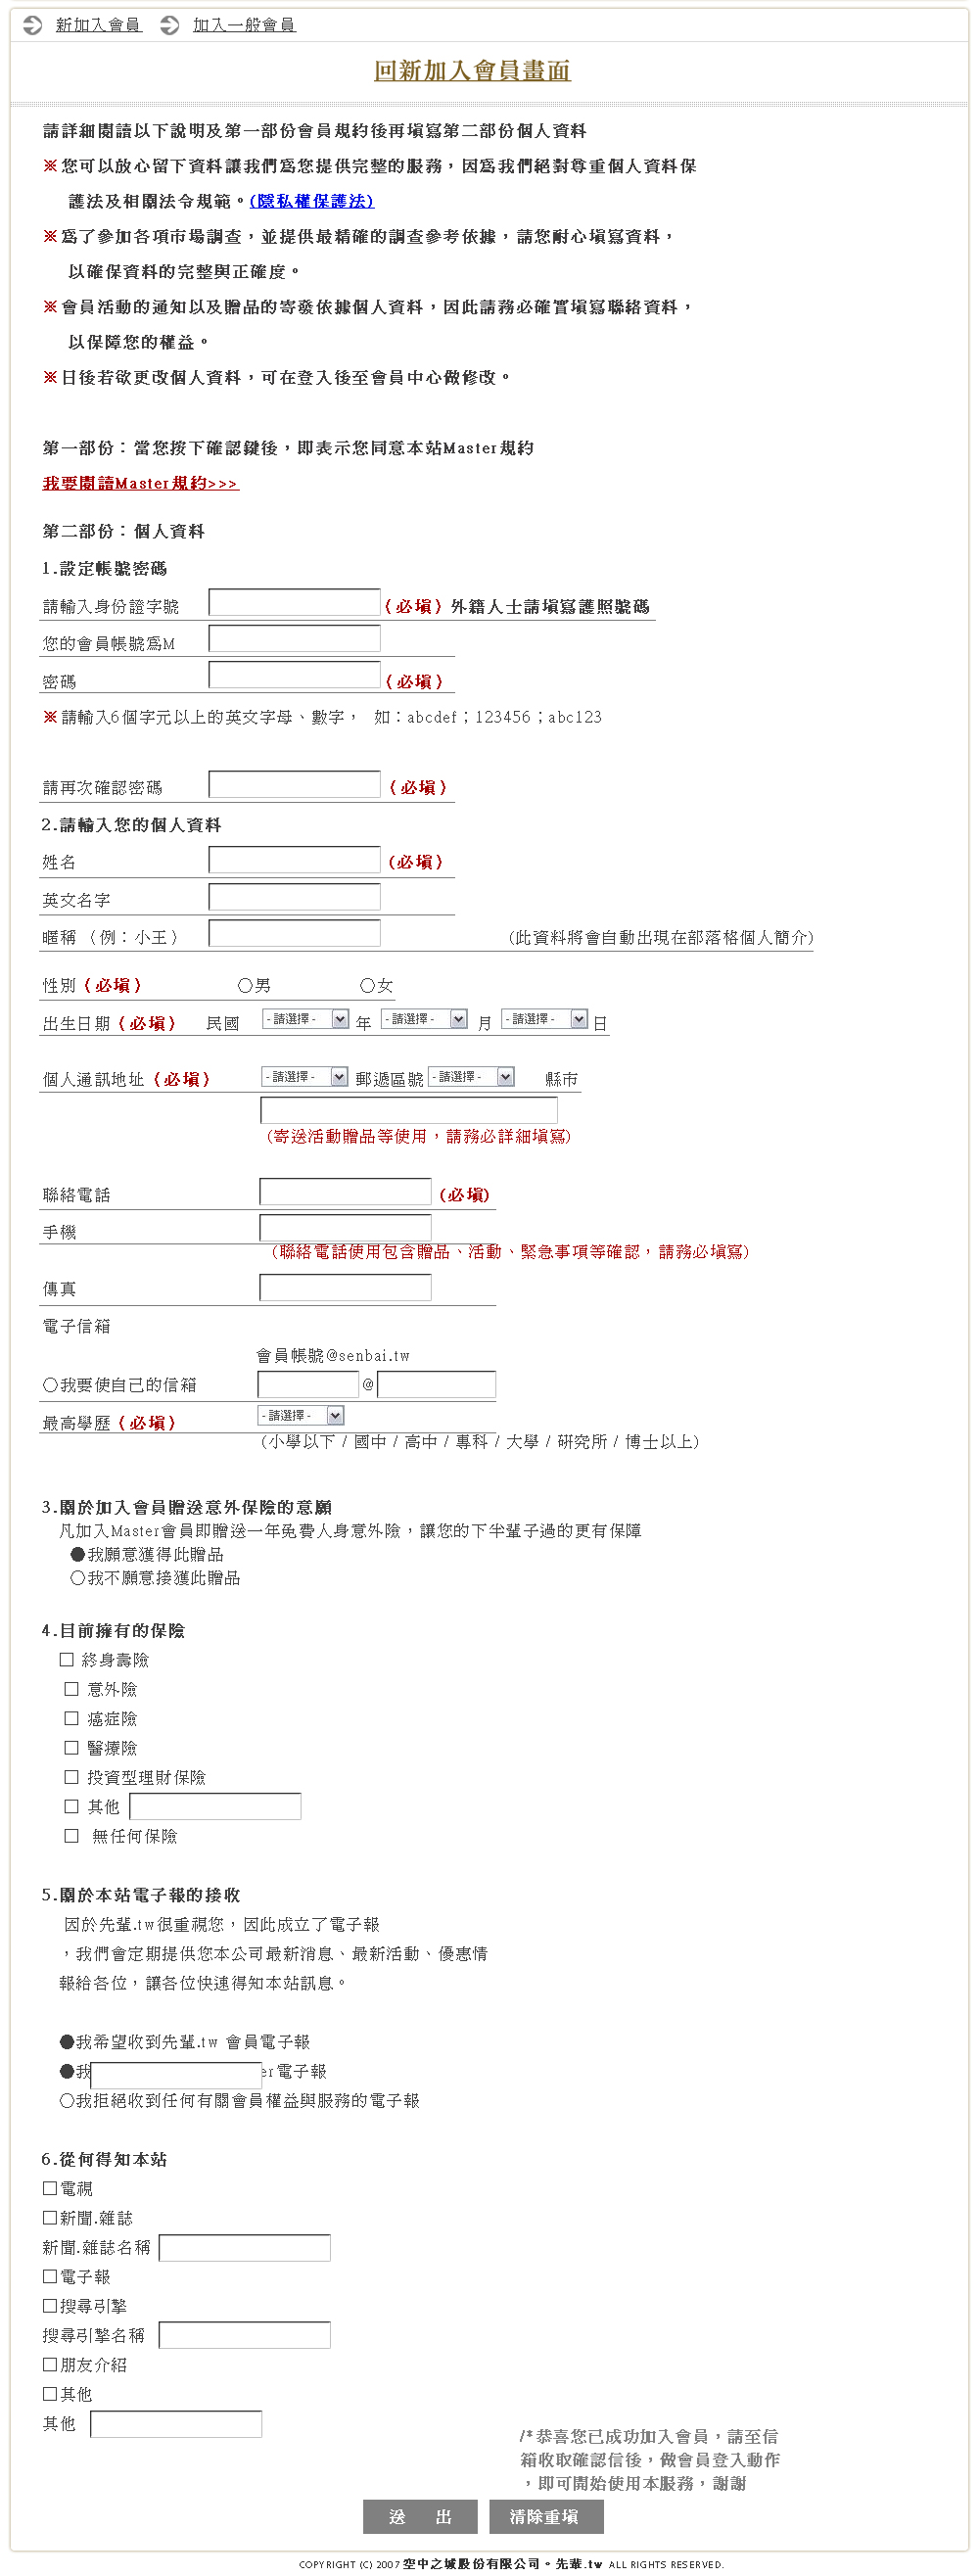 新加入會員 加入一般會員
回新加入會員畫面
請詳細閱讀以下說明及第一部份會員規約後再填寫第二部份個人資料
※您可以放心留下資料讓我們為您提供完整的服務，因為我們絕對尊重個人資料保
護法及相關法令規範。(隱私權保護法)
※為了參加各項市場調查，並提供最精確的調查參考依據，請您耐心填寫資料，
以確保資料的完整與正確度。
※會員活動的通知以及贈品的寄發依據個人資料，因此請務必確實填寫聯絡資料，
以保障您的權益。
※日後若欲更改個人資料，可在登入後至會員中心做修改。
第一部份：當您按下確認鍵後，即表示您同意本站Master規約
我要閱讀Master規約>>>
第二部份：個人資料
1.設定帳號密碼
請輸入身份證字號 （必填）外籍人士請填寫護照號碼
您的會員帳號為M
密碼 （必填）
※請輸入6個字元以上的英文字母、數字， 如：abcdef；123456；abc123
請再次確認密碼 （必填）
2.請輸入您的個人資料
姓名 （必填）
英文名字
暱稱（例：小王） (此資料將會自動出現在部落格個人簡介)
性別（必填） ○男 ○女
出生日期（必填） 民國 - 請選擇 - 年 - 請選擇 - 月 - 請選擇 - 日
個人通訊地址（必填） - 請選擇 - 郵遞區號 - 請選擇 - 縣市
(寄送活動贈品等使用，請務必詳細填寫)
聯絡電話 (必填)
手機
(聯絡電話使用包含贈品、活動、緊急事項等確認，請務必填寫)
傳真
電子信箱
會員帳號@senbai.tw
○我要使自己的信箱 @
最高學歷（必填） - 請選擇 -
(小學以下 / 國中 / 高中 / 專科 / 大學 / 研究所 / 博士以上)
3.關於加入會員贈送意外保險的意願
凡加入Master會員即贈送一年免費人身意外險，讓您的下半輩子過的更有保障
●我願意獲得此贈品
○我不願意接獲此贈品
4.目前擁有的保險
□ 終身壽險
□ 意外險
□ 癌症險
□ 醫療險
□ 投資型理財保險
□ 其他
□ 無任何保險
5.關於本站電子報的接收
因於先輩.tw很重視您，因此成立了電子報
，我們會定期提供您本公司最新消息、最新活動、優惠情
報給各位，讓各位快速得知本站訊息。
●我希望收到先輩.tw 會員電子報
●我 er電子報
○我拒絕收到任何有關會員權益與服務的電子報
6.從何得知本站
□電視
□新聞.雜誌
新聞.雜誌名稱
□電子報
□搜尋引擎
搜尋引擎名稱
□朋友介紹
□其他
其他
/*恭喜您已成功加入會員，請至信
箱收取確認信後，做會員登入動作
，即可開始使用本服務，謝謝
送 出 清除重填
COPYRIGHT (C) 2007 空中之城股份有限公司。先輩.tw ALL RIGHTS RESERVED.